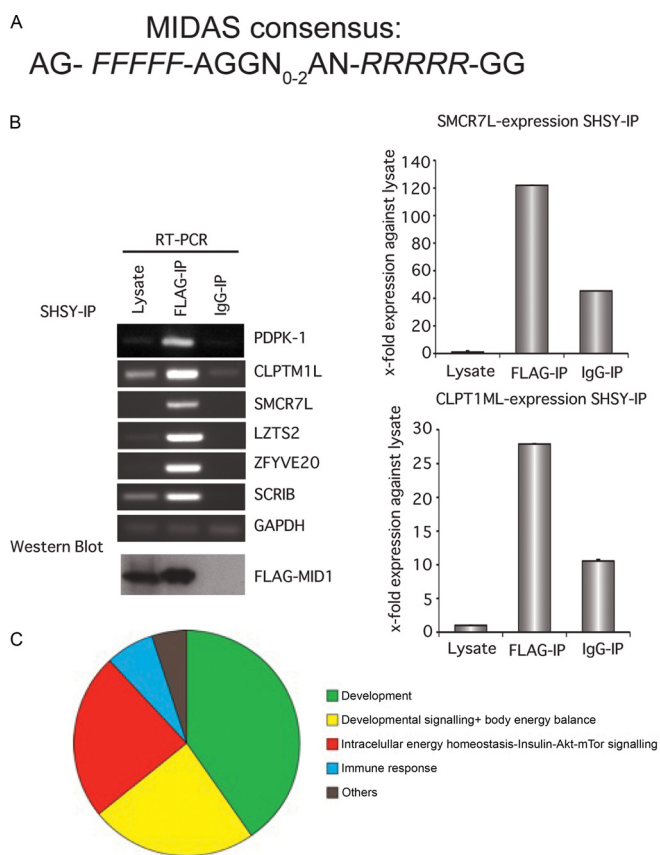 A
MIDAS consensus:
AG- FFFFF-AGGN0-2AN-RRRRR-GG
B
RT-PCR
Lysate
FLAG-IP
IgG-IP
SHSY-IP
PDPK-1
CLPTM1L
SMCR7L
LZTS2
ZFYVE20
SCRIB
GAPDH
Western Blot
FLAG-MID1
SMCR7L-expression SHSY-IP
x-fold expression against lysate
140
120
100
80
60
40
20
0
Lysate
FLAG-IP
IgG-IP
CLPT1ML-expression SHSY-IP
x-fold expression against lysate
30
25
20
15
10
5
0
Lysate
FLAG-IP
IgG-IP
C
Development
Developmental signalling+ body energy balance
Intracelullar energy homeostasis-Insulin-Akt-mTor signalling
Immune response
Others